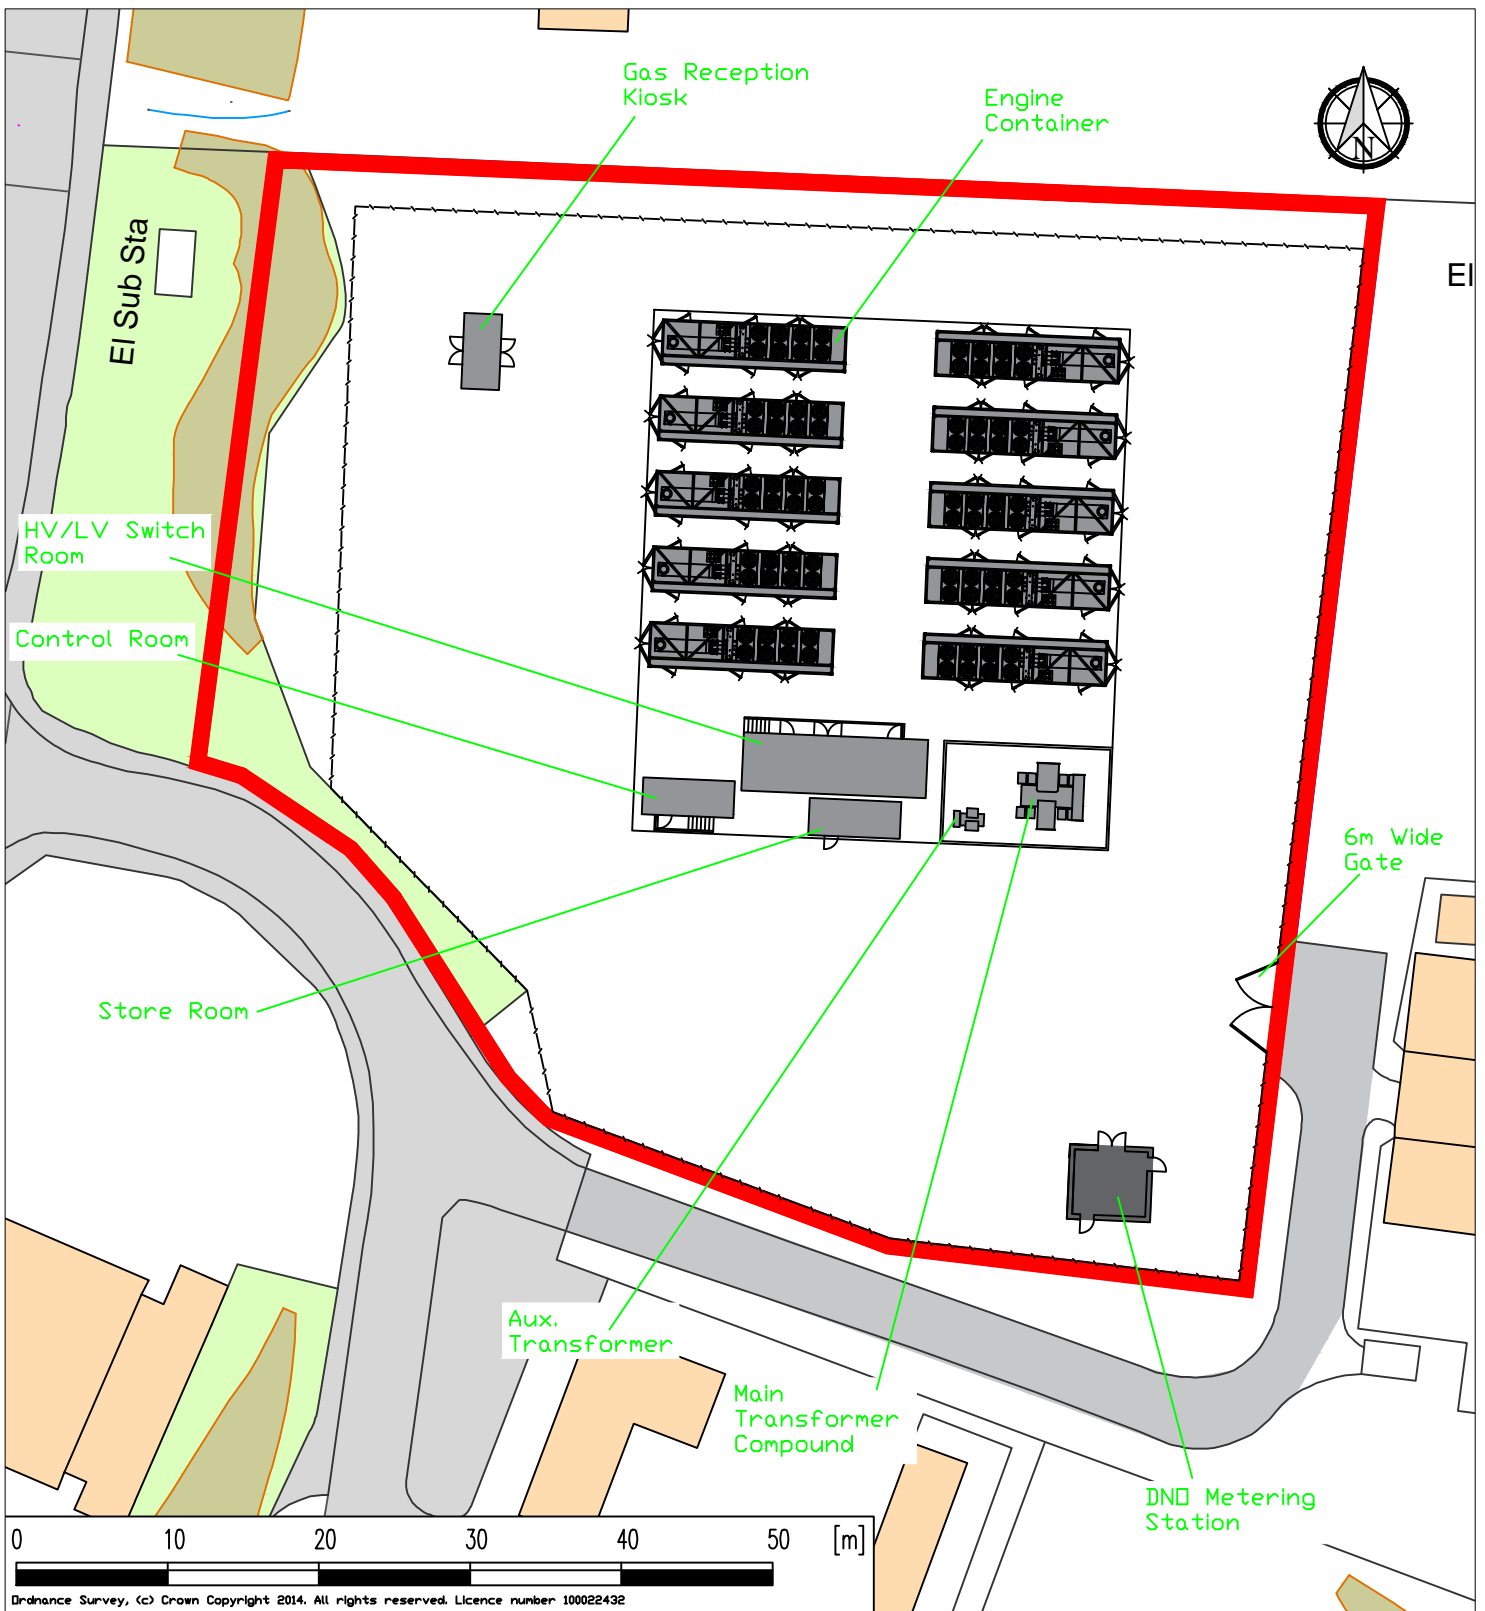 Gas Reception
Kiosk
Engine
Container
N
El Sub Sta
El
HV/LV Switch
Room
Control Room
6m Wide
Gate
Store Room
Aux.
Transformer
Main
Transformer
Compound
DNO Metering
Station
0 10 20 30 40 50 [m]
Ordnance Survey, (c) Crown Copyright 2014. All rights reserved. Licence number 100022432